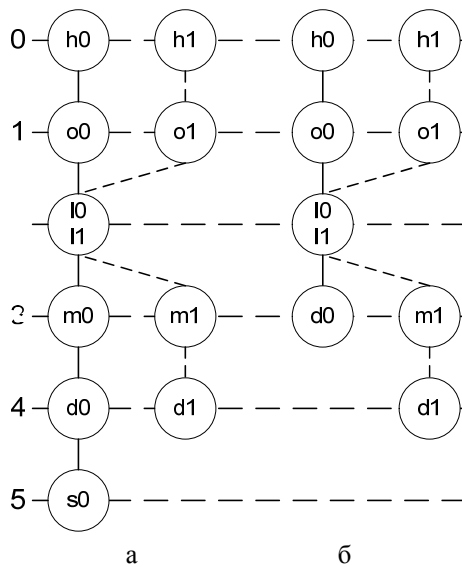 0 h0 h1 h0 h1
1 o0 o1 o0 o1
l0 l0
l1 l1
3 m0 m1 d0 m1
4 d0 d1 d1
5 s0
а б